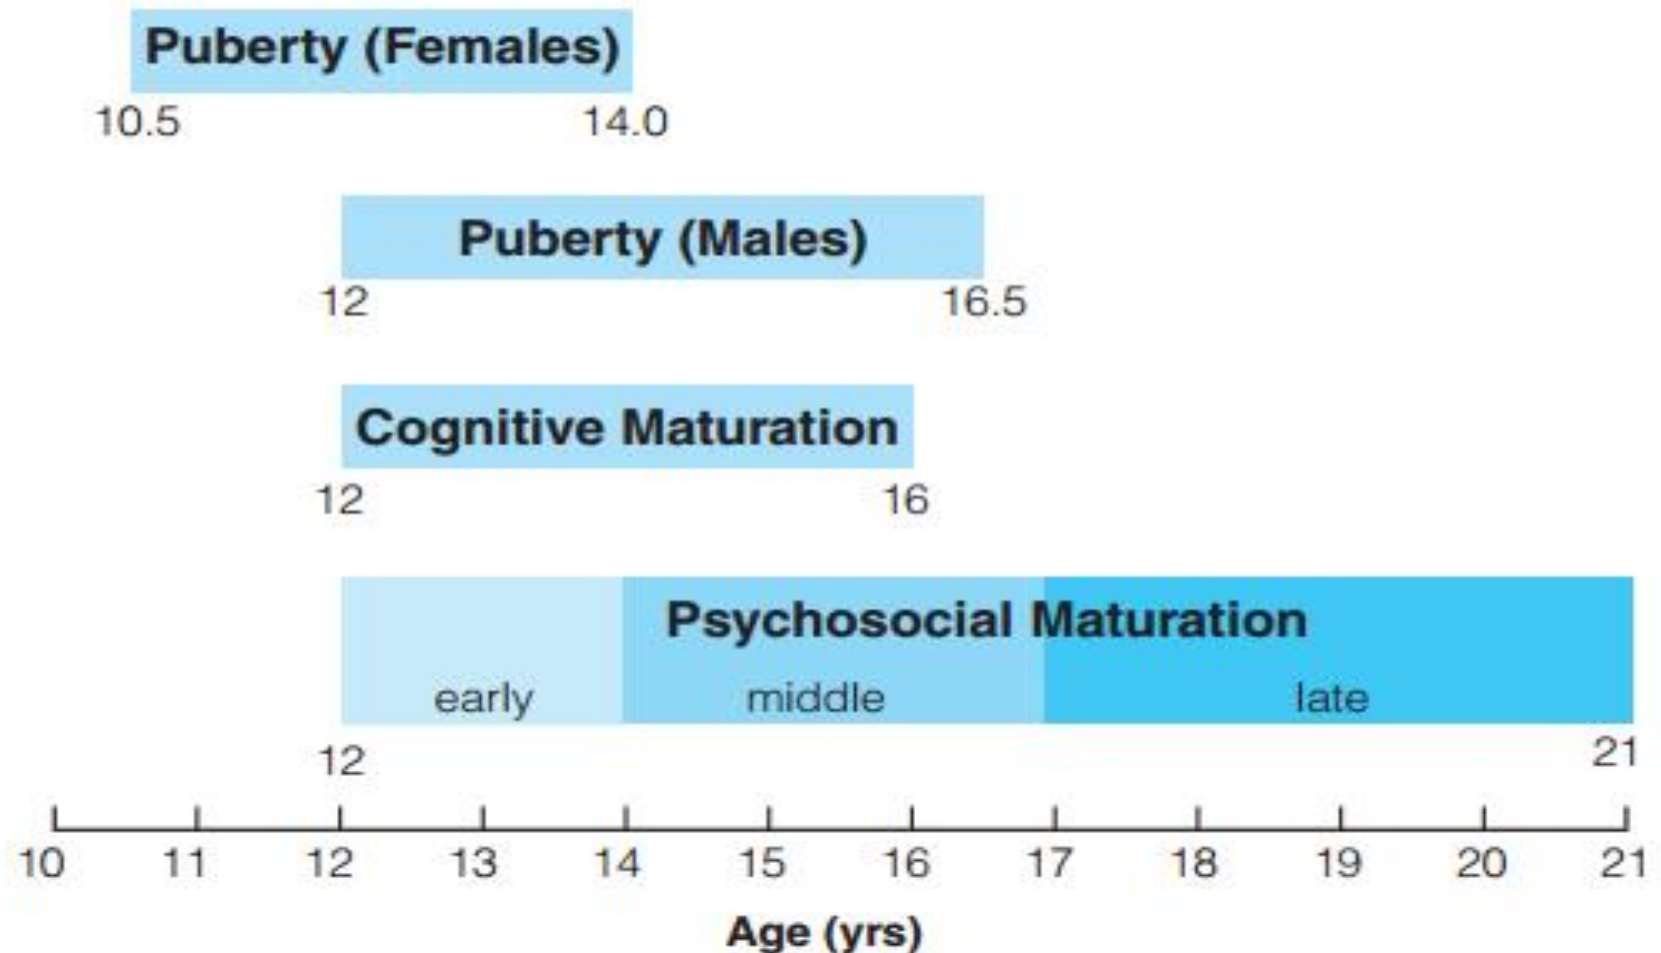 Puberty (Females)
10.5 14.0
Puberty (Males)
12 16.5
Cognitive Maturation
12 16
Psychosocial Maturation
early middle late
12 21
10 11 12 13 14 15 16 17 18 19 20 21
Age (yrs)